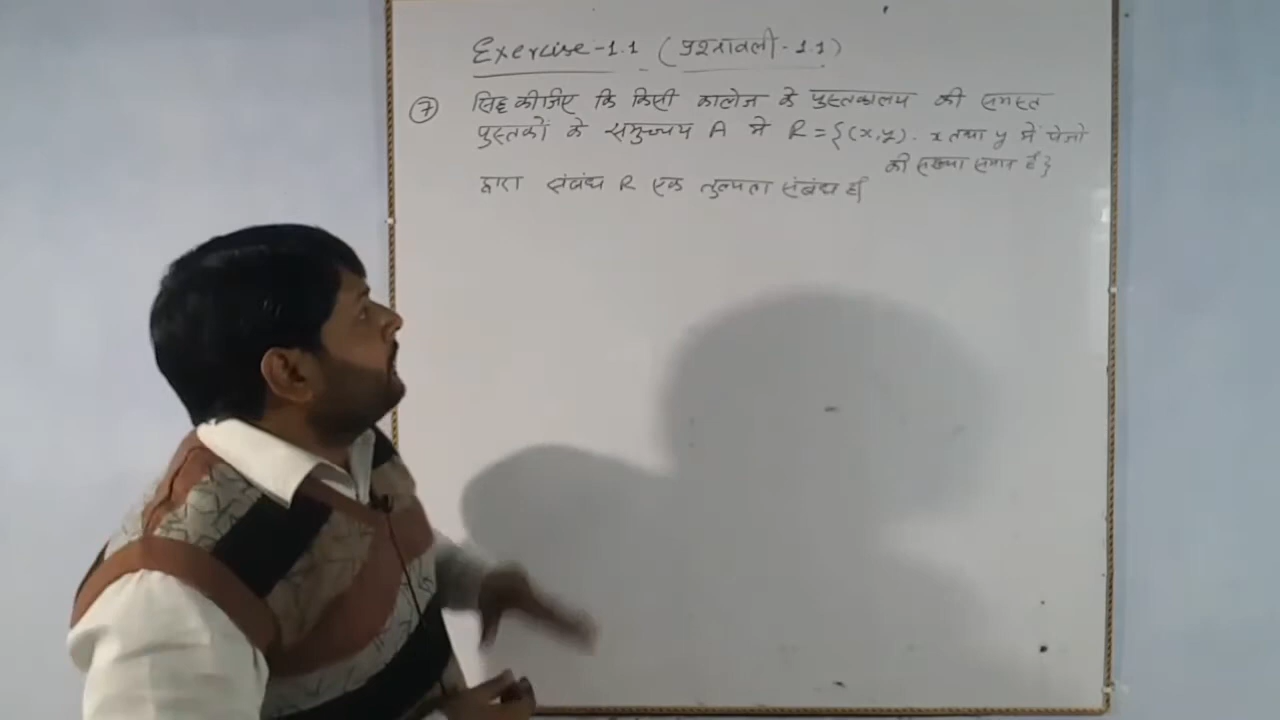 Exercise-1.1 (प्रश्नावली-1.1)
⑦ सिद्ध कीजिए कि किसी कालेज के पुस्तकालय की समस्त
पुस्तकों के समुच्चय A में R = {(x,y). x तथा y में पेजों
की संख्या समान है}
द्वारा संबंध R एक तुल्यता संबंध है।